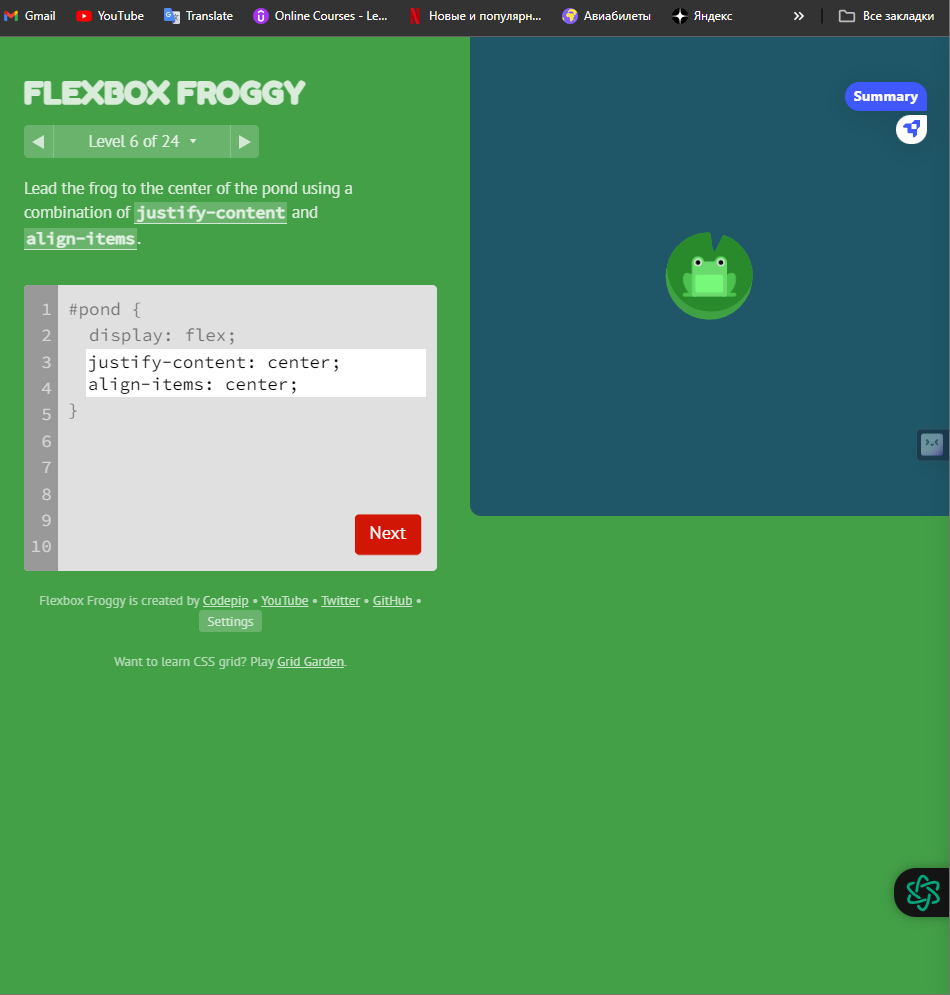 Gmail YouTube Translate Online Courses - Le... Новые и популярн... Авиабилеты Яндекс » Все закладки
FLEXBOX FROGGY
Level 6 of 24
Lead the frog to the center of the pond using a
combination of justify-content and
align-items.
1 #pond {
2 display: flex;
3 justify-content: center;
4 align-items: center;
5 }
6
7
8
9
10
Next
Flexbox Froggy is created by Codepip • YouTube • Twitter • GitHub •
Settings
Want to learn CSS grid? Play Grid Garden.
Summary